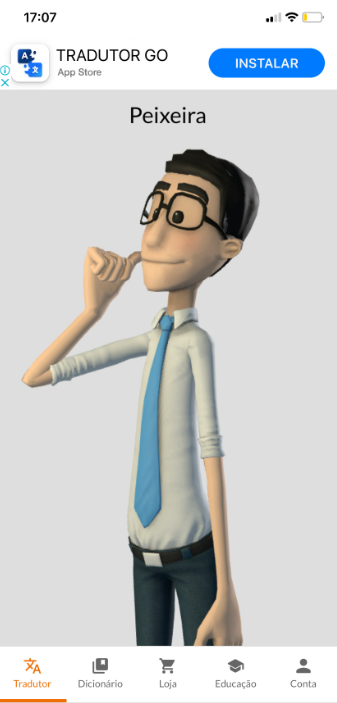 17:07
TRADUTOR GO
App Store
INSTALAR
Peixeira
Tradutor
Dicionário
Loja
Educação
Conta